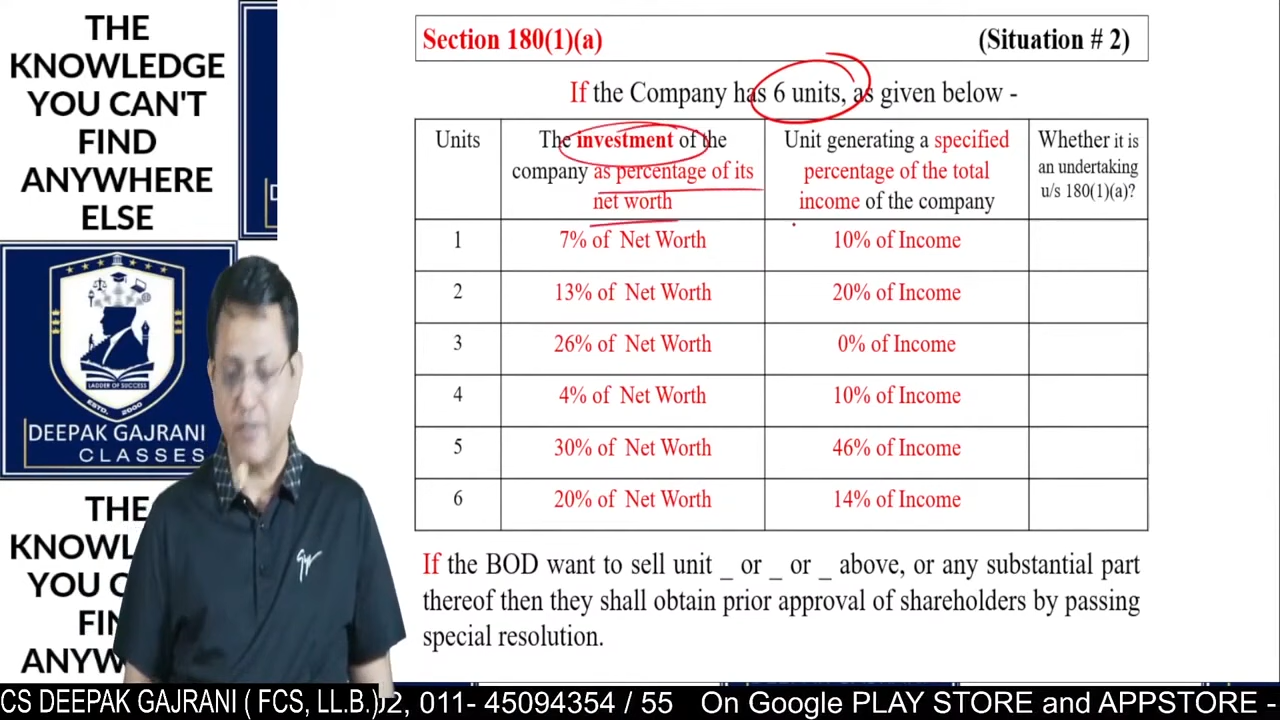 THE
KNOWLEDGE
YOU CAN'T
FIND
ANYWHERE
ELSE
LADDER OF SUCCESS
ESTD. 2000
DEEPAK GAJRANI
CLASSES
THE
KNOWL
YOU C
FIN
ANYW
Section 180(1)(a) (Situation # 2)
If the Company has 6 units, as given below -
Units
The investment of the
company as percentage of its
net worth
Unit generating a specified
percentage of the total
income of the company
Whether it is
an undertaking
u/s 180(1)(a)?
1 7% of Net Worth 10% of Income
2 13% of Net Worth 20% of Income
3 26% of Net Worth 0% of Income
4 4% of Net Worth 10% of Income
5 30% of Net Worth 46% of Income
6 20% of Net Worth 14% of Income
If the BOD want to sell unit _ or _ or _ above, or any substantial part
thereof then they shall obtain prior approval of shareholders by passing
special resolution.
CS DEEPAK GAJRANI ( FCS, LL.B.) 2, 011- 45094354 / 55 On Google PLAY STORE and APPSTORE -